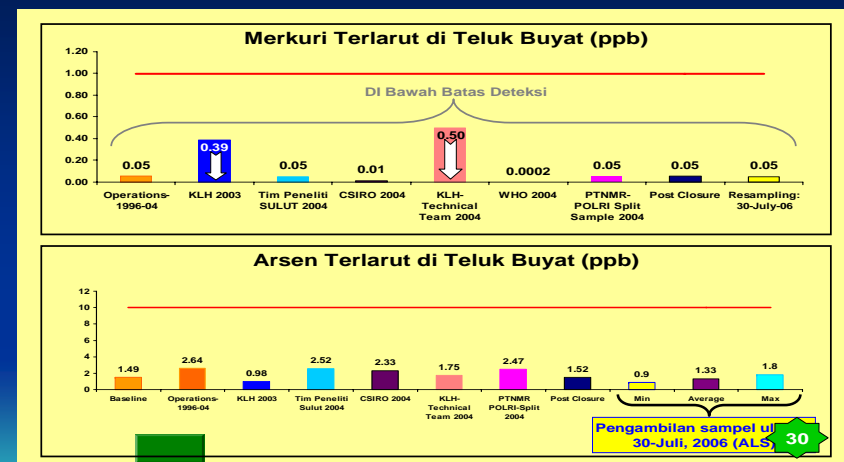 Merkuri Terlarut di Teluk Buyat (ppb)
1.20
1.00
0.80
0.60
0.40
0.20
0.00
DI Bawah Batas Deteksi
0.05
0.39
0.05
0.01
0.50
0.0002
0.05
0.05
0.05
Operations-
1996-04
KLH 2003
Tim Peneliti
SULUT 2004
CSIRO 2004
KLH-
Technical
Team 2004
WHO 2004
PTNMR-
POLRI Split
Sample 2004
Post Closure
Resampling:
30-July-06
Arsen Terlarut di Teluk Buyat (ppb)
12
10
8
6
4
2
0
1.49
2.64
0.98
2.52
2.33
1.75
2.47
1.52
0.9
1.33
1.8
Baseline
Operations-
1996-04
KLH 2003
Tim Peneliti
Sulut 2004
CSIRO 2004
KLH-
Technical
Team 2004
PTNMR
POLRI-Split
2004
Post Closure
Min
Average
Max
Pengambilan sampel ul
30-Juli, 2006 (ALS)
30